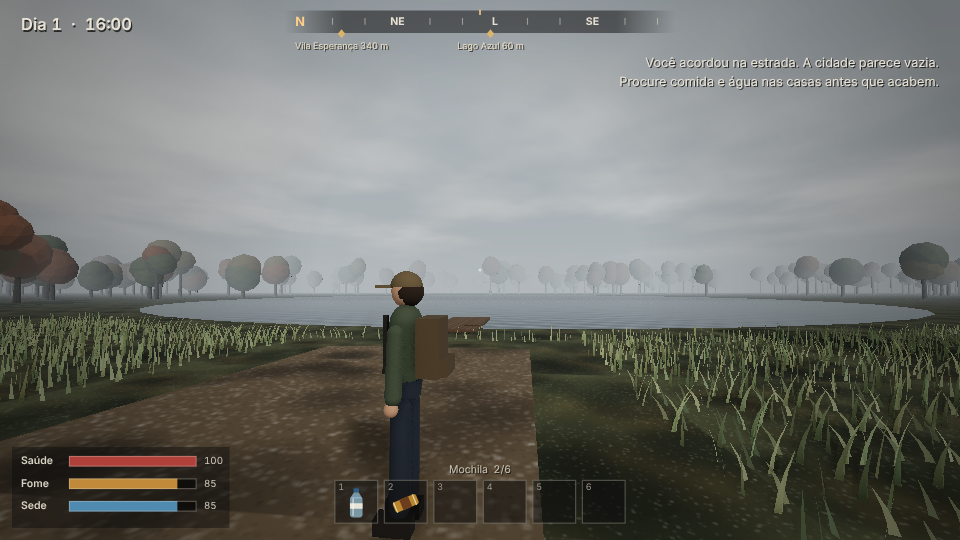 Dia 1 · 16:00
N NE L SE
Vila Esperança 340 m
Lago Azul 60 m
Você acordou na estrada. A cidade parece vazia.
Procure comida e água nas casas antes que acabem.
Saúde 100
Fome 85
Sede 85
Mochila 2/6
1 2 3 4 5 6